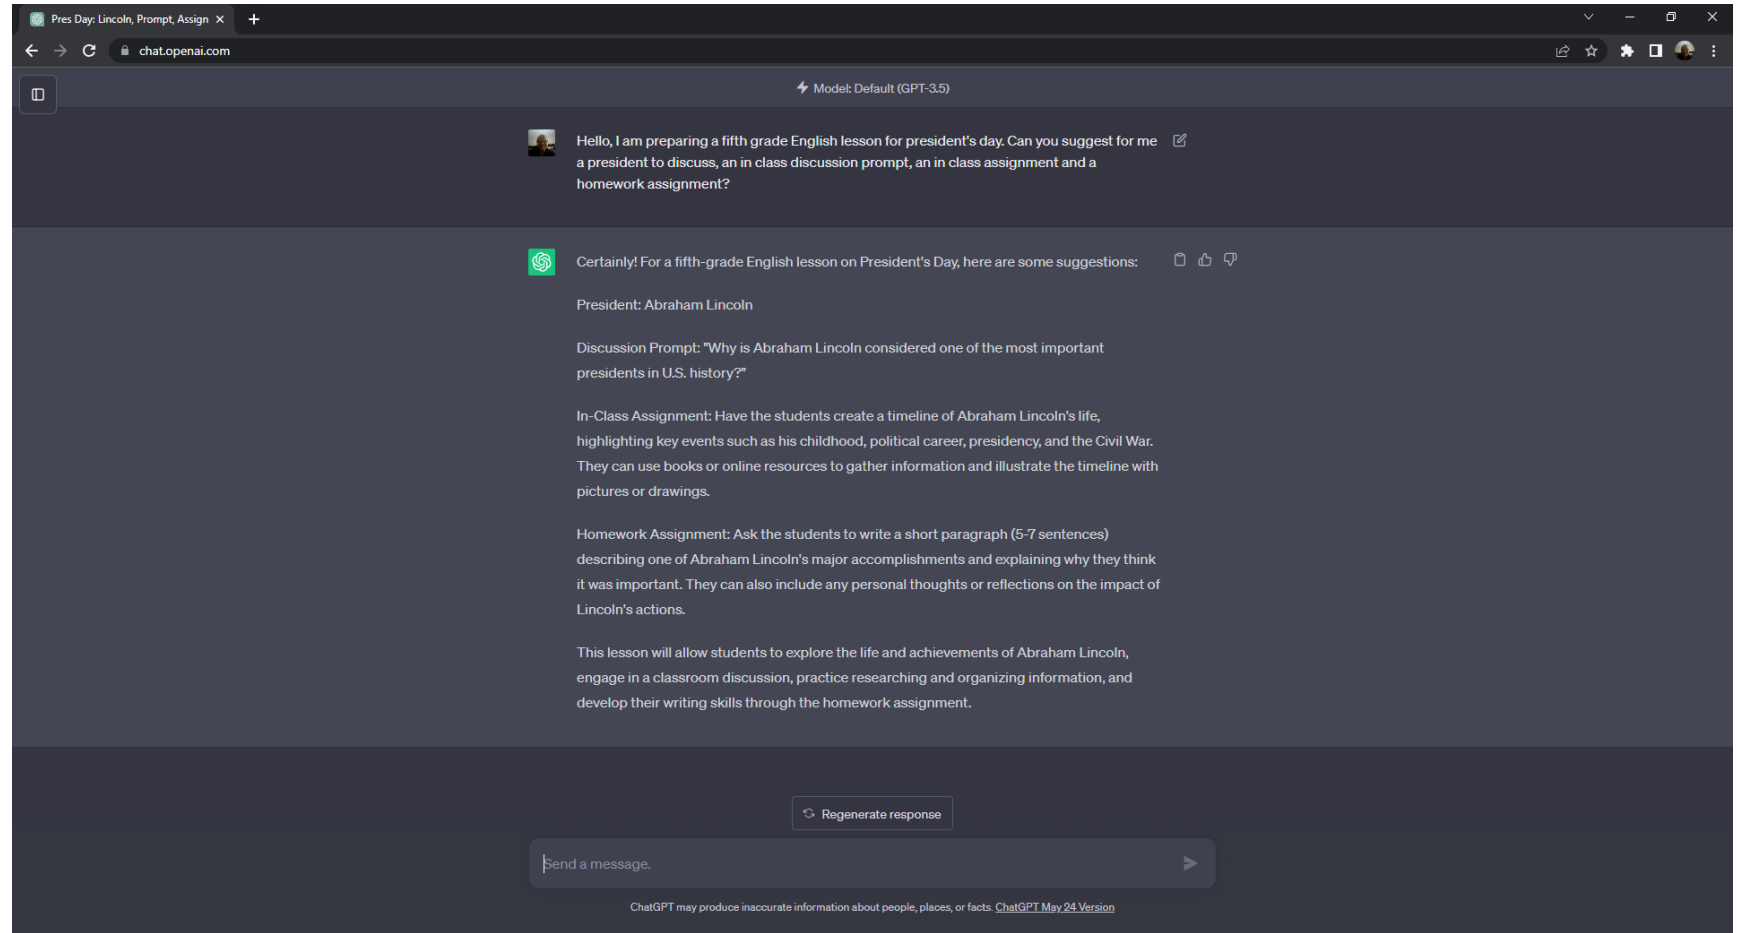 Pres Day: Lincoln, Prompt, Assign
chat.openai.com
Model: Default (GPT-3.5)
Hello, I am preparing a fifth grade English lesson for president's day. Can you suggest for me
a president to discuss, an in class discussion prompt, an in class assignment and a
homework assignment?
Certainly! For a fifth-grade English lesson on President's Day, here are some suggestions:
President: Abraham Lincoln
Discussion Prompt: "Why is Abraham Lincoln considered one of the most important
presidents in U.S. history?"
In-Class Assignment: Have the students create a timeline of Abraham Lincoln's life,
highlighting key events such as his childhood, political career, presidency, and the Civil War.
They can use books or online resources to gather information and illustrate the timeline with
pictures or drawings.
Homework Assignment: Ask the students to write a short paragraph (5-7 sentences)
describing one of Abraham Lincoln's major accomplishments and explaining why they think
it was important. They can also include any personal thoughts or reflections on the impact of
Lincoln's actions.
This lesson will allow students to explore the life and achievements of Abraham Lincoln,
engage in a classroom discussion, practice researching and organizing information, and
develop their writing skills through the homework assignment.
Regenerate response
Send a message.
ChatGPT may produce inaccurate information about people, places, or facts. ChatGPT May 24 Version